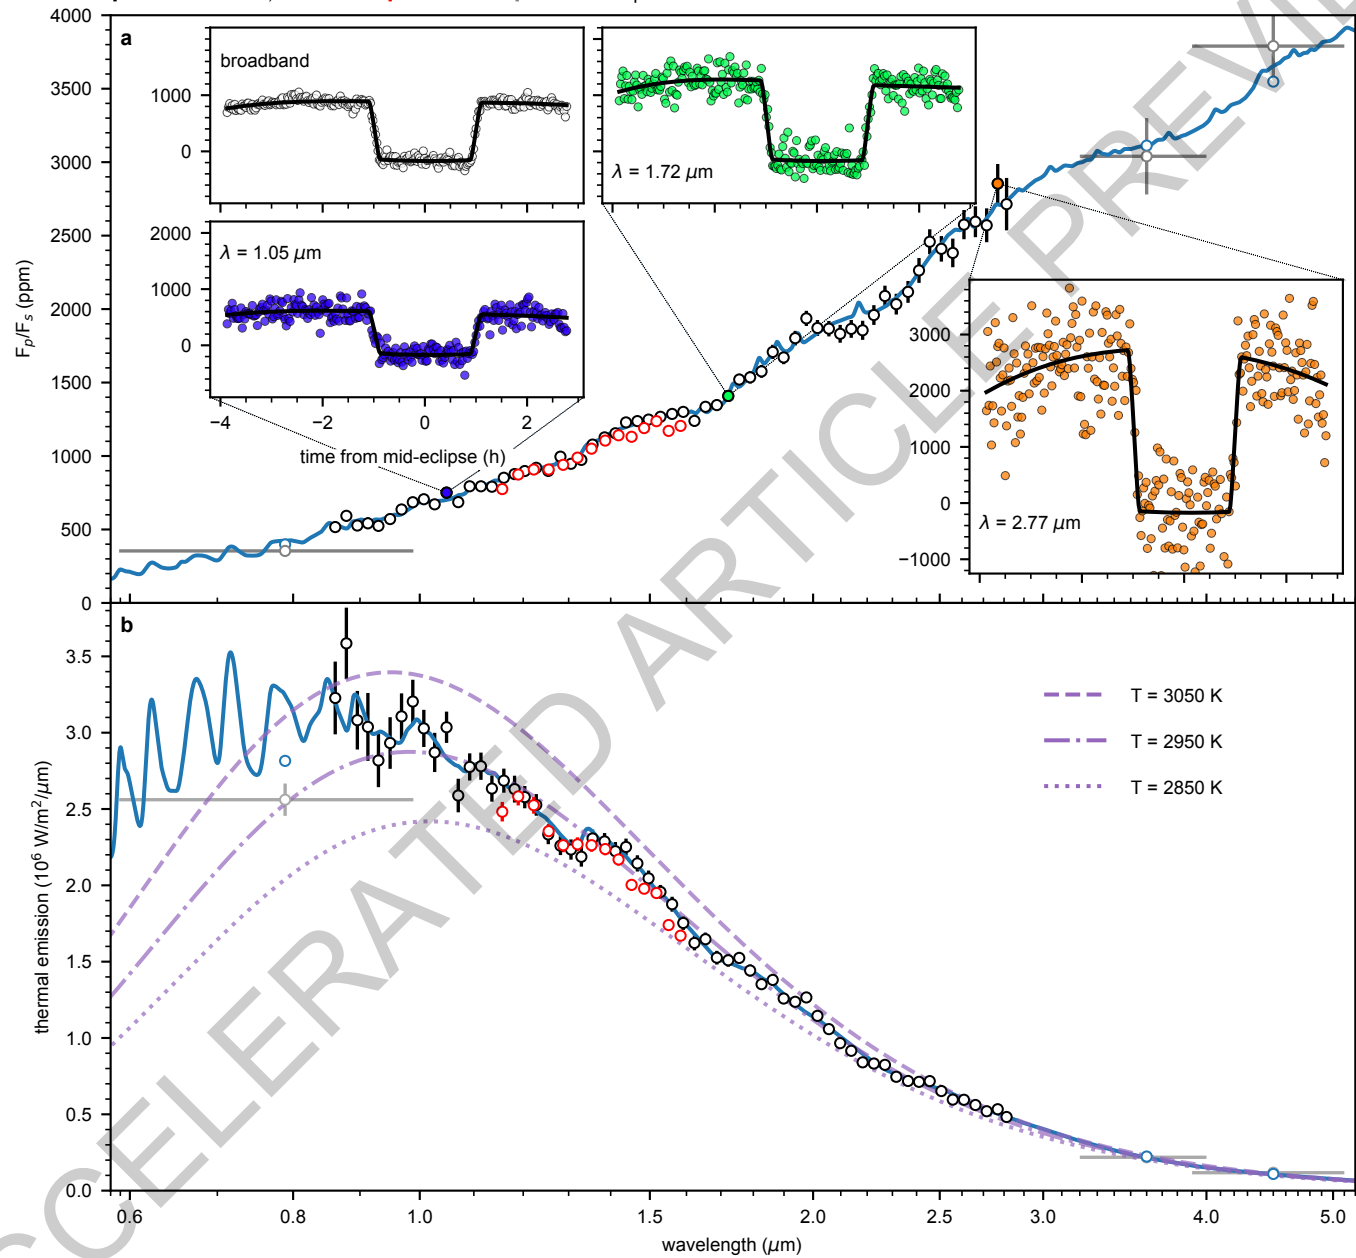 a
4000
3500
3000
2500
2000
1500
1000
500
0
F_p/F_s (ppm)
broadband
1000
0
λ = 1.05 μm
2000
1000
0
−4 −2 0 2
time from mid-eclipse (h)
λ = 1.72 μm
λ = 2.77 μm
3000
2000
1000
0
−1000
b
3.5
3.0
2.5
2.0
1.5
1.0
0.5
0.0
thermal emission (10⁶ W/m²/μm)
T = 3050 K
T = 2950 K
T = 2850 K
0.6 0.8 1.0 1.5 2.0 2.5 3.0 4.0 5.0
wavelength (μm)
ARTICLE